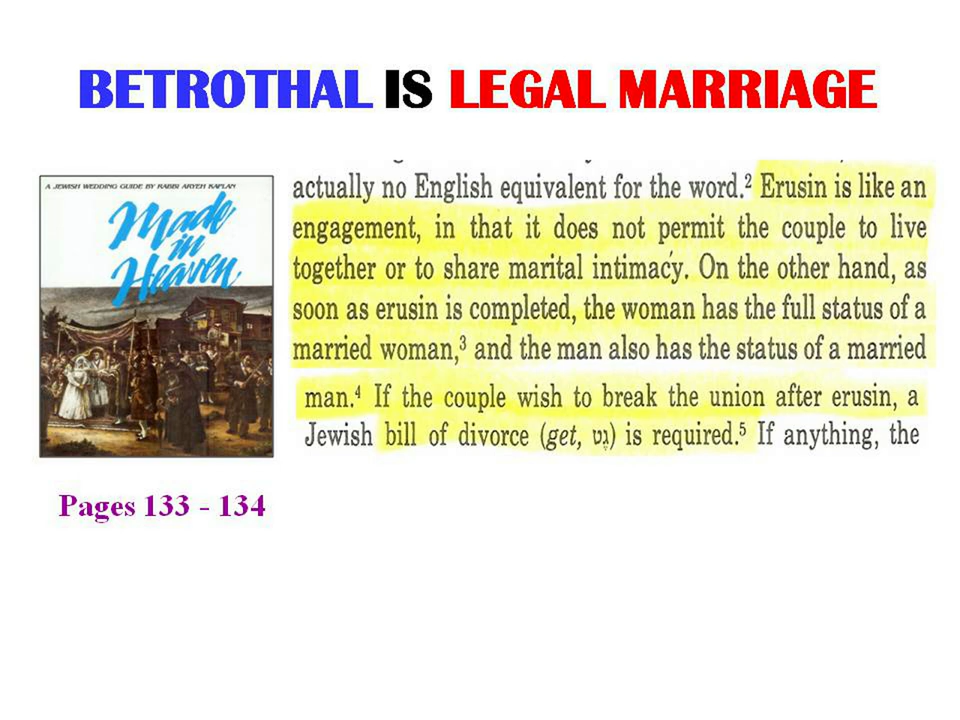 BETROTHAL IS LEGAL MARRIAGE
A JEWISH WEDDING GUIDE BY RABBI ARYEH KAPLAN
Made
in
Heaven
actually no English equivalent for the word.² Erusin is like an
engagement, in that it does not permit the couple to live
together or to share marital intimacy. On the other hand, as
soon as erusin is completed, the woman has the full status of a
married woman,³ and the man also has the status of a married
man.⁴ If the couple wish to break the union after erusin, a
Jewish bill of divorce (get, גט) is required.⁵ If anything, the
Pages 133 - 134